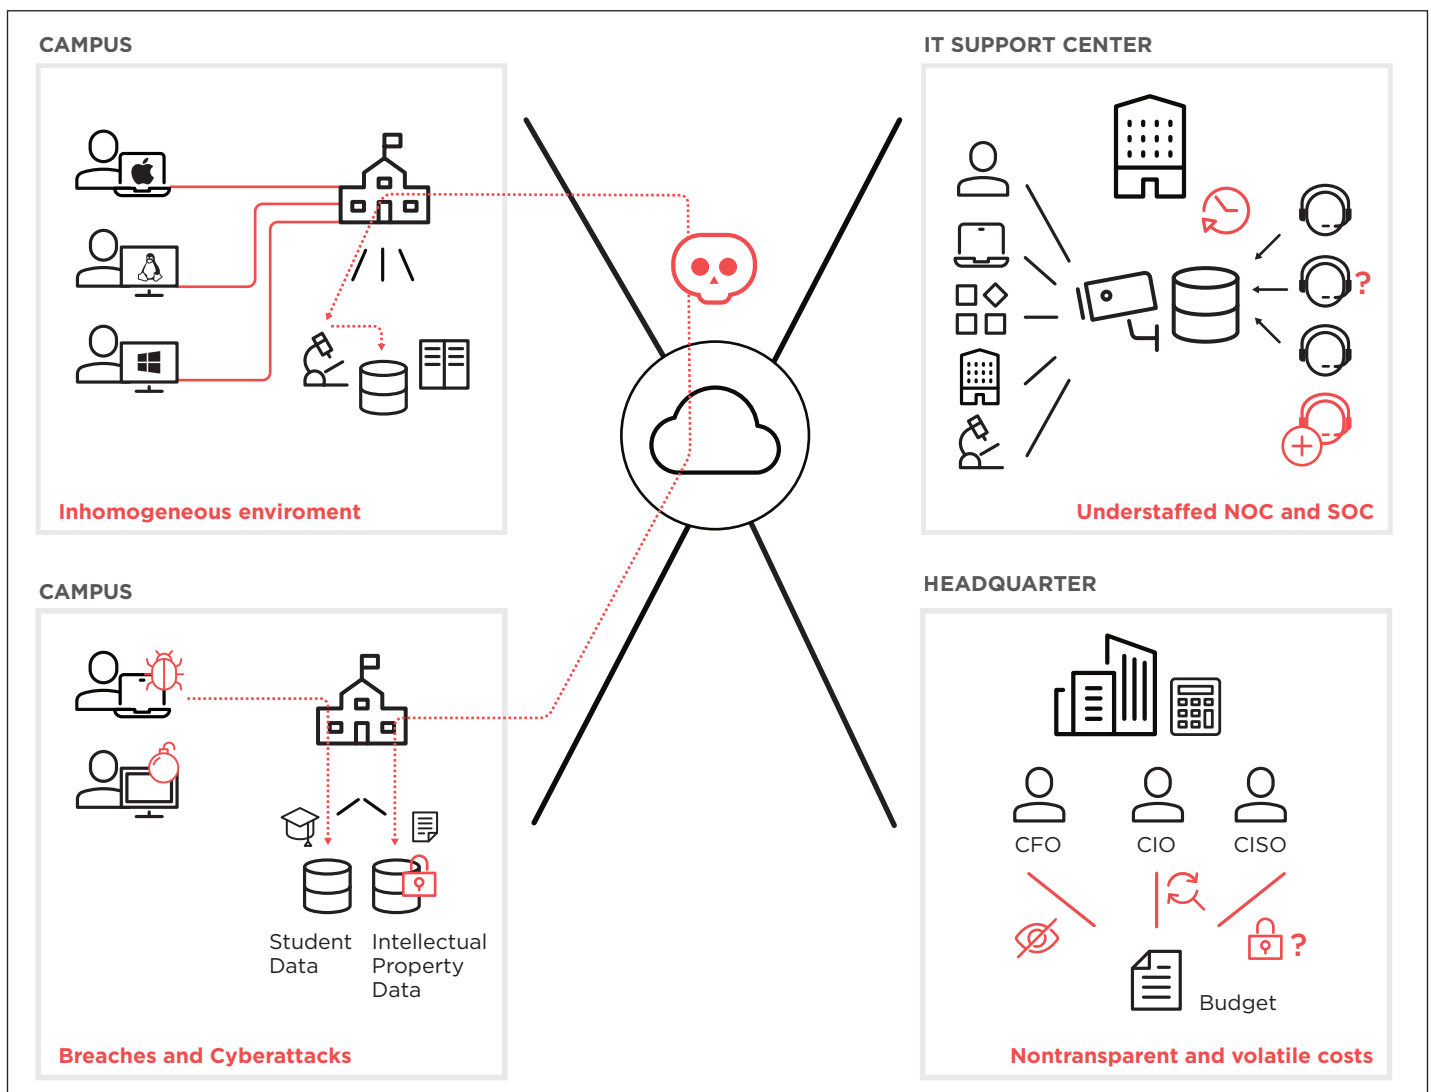 CAMPUS
Inhomogeneous enviroment
IT SUPPORT CENTER
?
Understaffed NOC and SOC
CAMPUS
Student
Data
Intellectual
Property
Data
Breaches and Cyberattacks
HEADQUARTER
CFO
CIO
CISO
?
Budget
Nontransparent and volatile costs